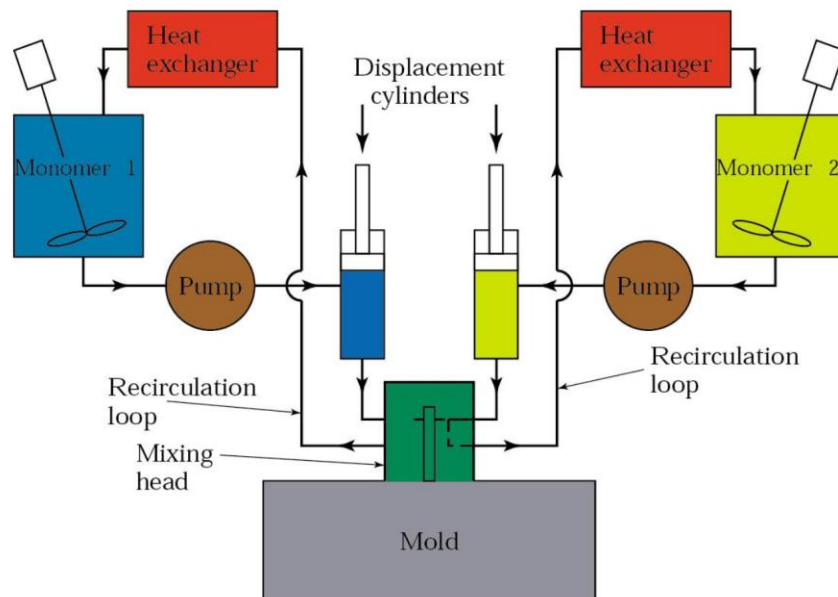 Heat
exchanger
Heat
exchanger
Displacement
cylinders
Monomer 1
Monomer 2
Pump
Pump
Recirculation
loop
Recirculation
loop
Mixing
head
Mold